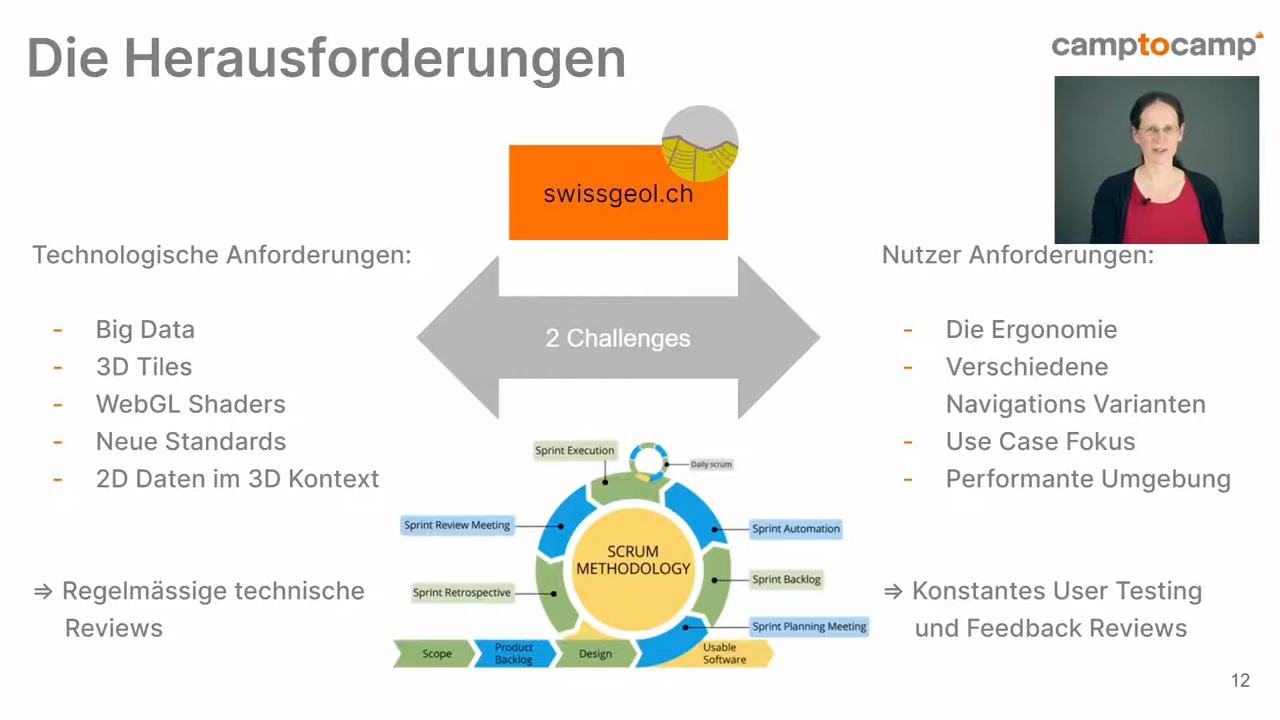 Die Herausforderungen
camptocamp
swissgeol.ch
Technologische Anforderungen:
- Big Data
- 3D Tiles
- WebGL Shaders
- Neue Standards
- 2D Daten im 3D Kontext
⇒ Regelmässige technische
Reviews
2 Challenges
Nutzer Anforderungen:
- Die Ergonomie
- Verschiedene
Navigations Varianten
- Use Case Fokus
- Performante Umgebung
⇒ Konstantes User Testing
und Feedback Reviews
Sprint Execution
Daily scrum
Sprint Review Meeting
Sprint Automation
SCRUM
METHODOLOGY
Sprint Retrospective
Sprint Backlog
Sprint Planning Meeting
Scope
Product
Backlog
Design
Usable
Software
12